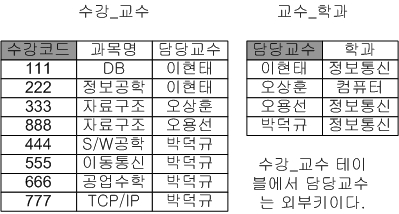 수강_교수 교수_학과
수강코드 과목명 담당교수 담당교수 학과
111 DB 이현태 이현태 정보통신
222 정보공학 이현태 오상훈 컴퓨터
333 자료구조 오상훈 오용선 정보통신
888 자료구조 오용선 박덕규 정보통신
444 S/W공학 박덕규
555 이동통신 박덕규
666 공업수학 박덕규
777 TCP/IP 박덕규
수강_교수 테이
블에서 담당교수
는 외부키이다.